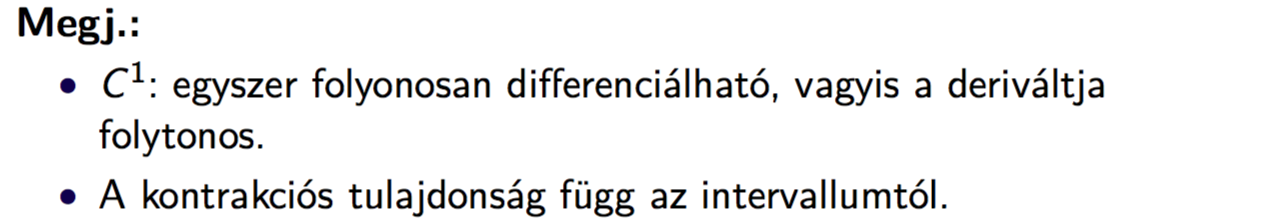 Megj.:
• C¹: egyszer folyonosan differenciálható, vagyis a deriváltja
folytonos.
• A kontrakciós tulajdonság függ az intervallumtól.